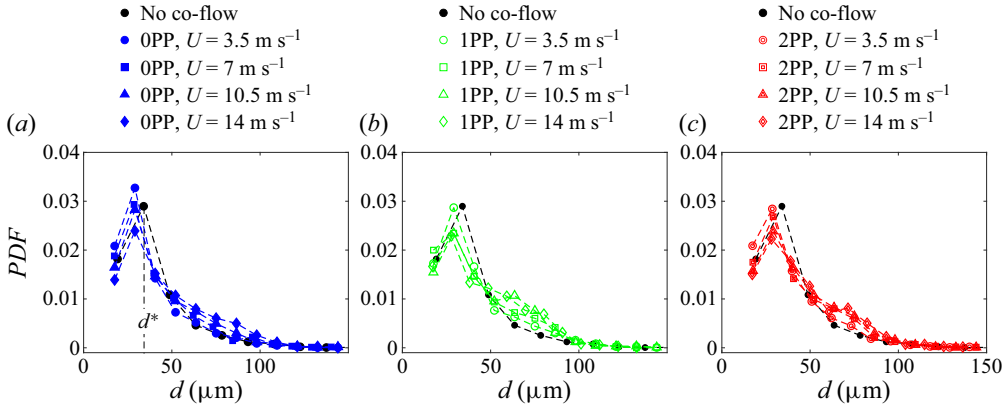 No co-flow
0PP, U = 3.5 m s⁻¹
0PP, U = 7 m s⁻¹
0PP, U = 10.5 m s⁻¹
0PP, U = 14 m s⁻¹
No co-flow
1PP, U = 3.5 m s⁻¹
1PP, U = 7 m s⁻¹
1PP, U = 10.5 m s⁻¹
1PP, U = 14 m s⁻¹
No co-flow
2PP, U = 3.5 m s⁻¹
2PP, U = 7 m s⁻¹
2PP, U = 10.5 m s⁻¹
2PP, U = 14 m s⁻¹
(a)
0.04
0.03
0.02
0.01
0
PDF
d*
0 50 100
d (μm)
(b)
0.04
0.03
0.02
0.01
0
0 50 100
d (μm)
(c)
0.04
0.03
0.02
0.01
0
0 50 100 150
d (μm)